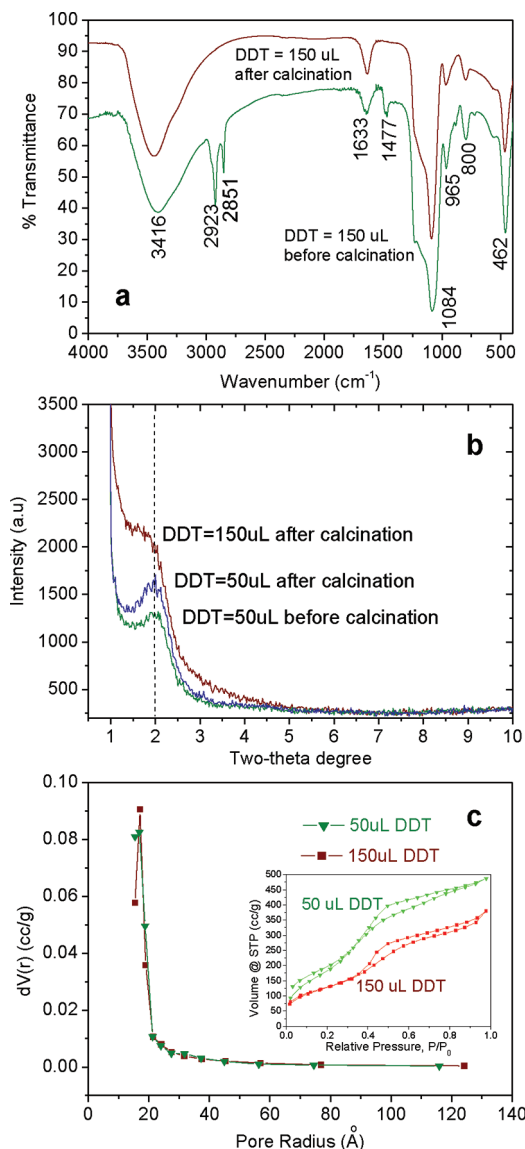 100
90
80
70
60
50
40
30
20
10
0
% Transmittance
DDT = 150 uL
after calcination
DDT = 150 uL
before calcination
3416
2923
2851
1633
1477
1084
965
800
462
a
4000 3500 3000 2500 2000 1500 1000 500
Wavenumber (cm⁻¹)
3500
3000
2500
2000
1500
1000
500
Intensity (a.u)
b
DDT=150uL after calcination
DDT=50uL after calcination
DDT=50uL before calcination
1 2 3 4 5 6 7 8 9 10
Two-theta degree
0.10
0.08
0.06
0.04
0.02
0.00
dV(r) (cc/g)
c
50uL DDT
150uL DDT
500
450
400
350
300
250
200
150
100
50
0
Volume @ STP (cc/g)
50 uL DDT
150 uL DDT
0.0 0.2 0.4 0.6 0.8 1.0
Relative Pressure, P/P₀
0 20 40 60 80 100 120 140
Pore Radius (Å)